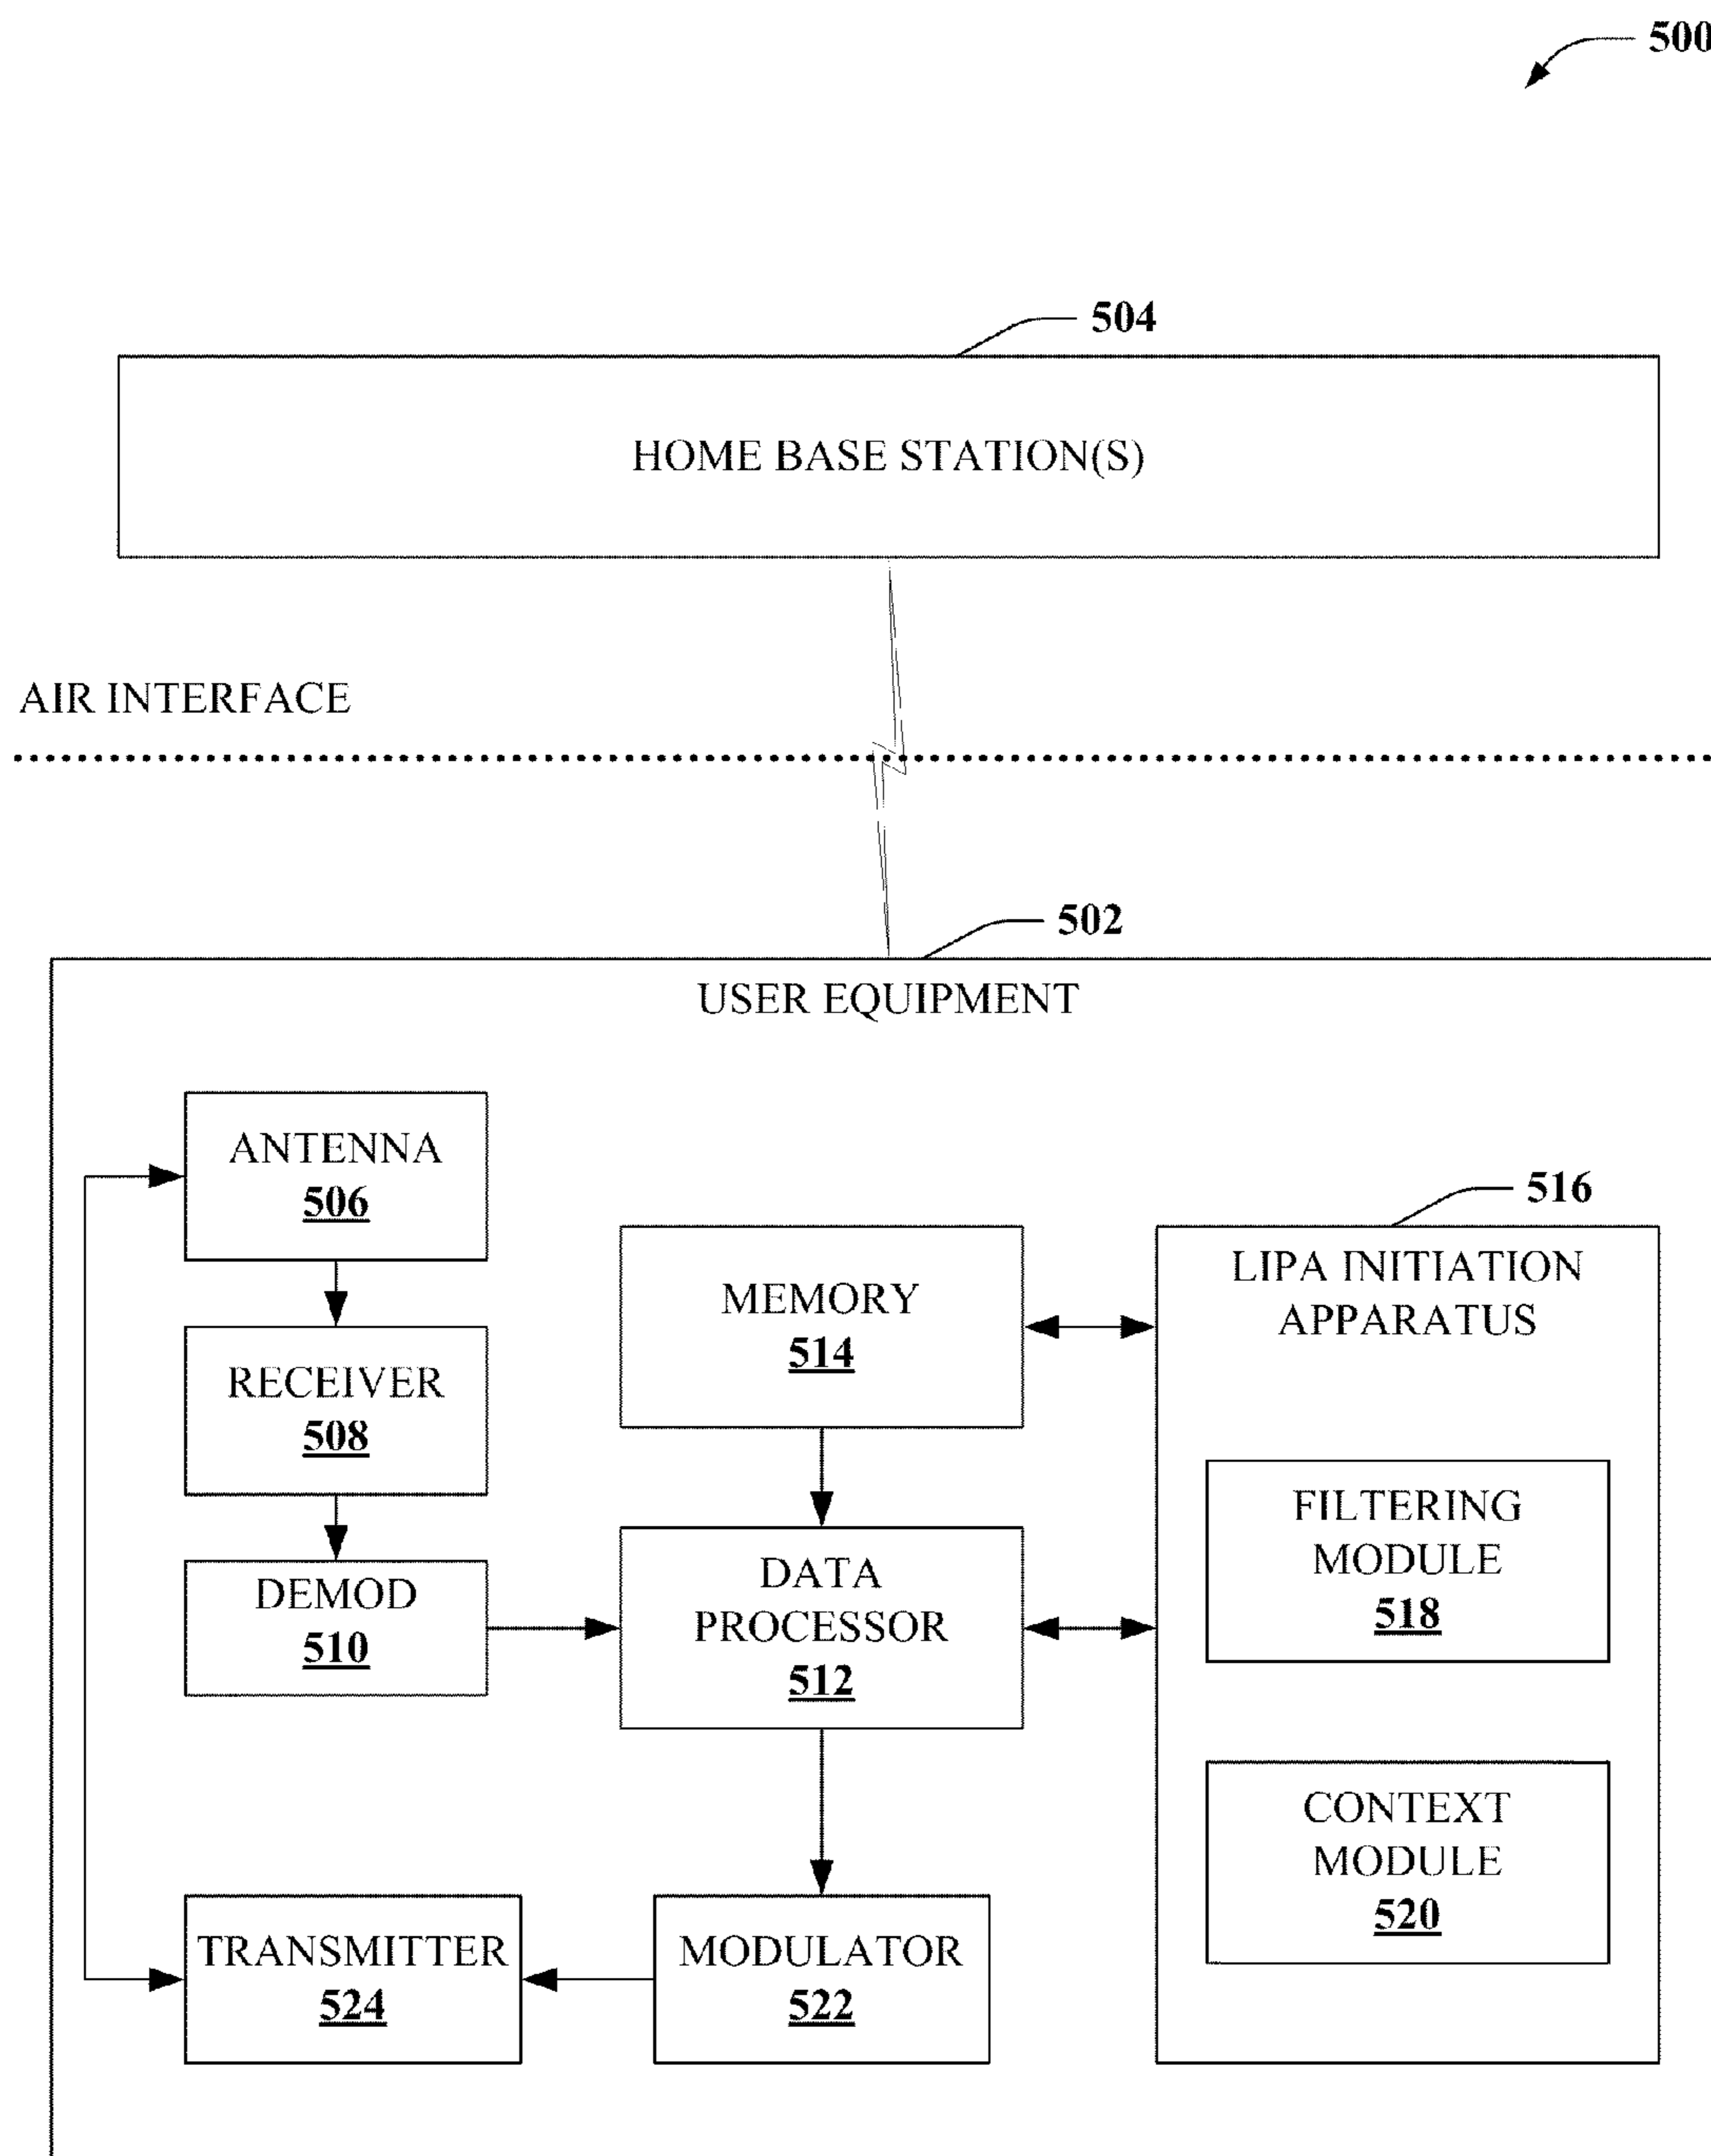 500
504
HOME BASE STATION(S)
AIR INTERFACE
502
USER EQUIPMENT
ANTENNA
506
516
LIPA INITIATION
APPARATUS
MEMORY
514
RECEIVER
508
FILTERING
MODULE
518
DEMOD
510
DATA
PROCESSOR
512
CONTEXT
MODULE
520
TRANSMITTER
524
MODULATOR
522